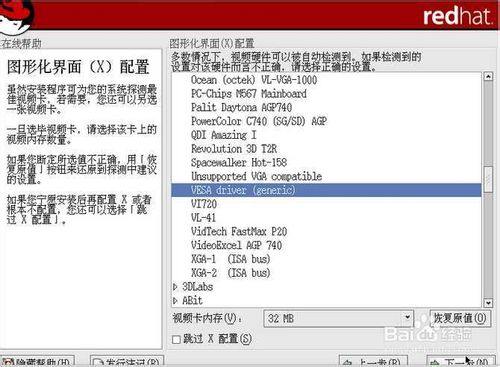 redhat.
在线帮助
图形化界面（X）配置
虽然安装程序可为您的系统探测最
佳视频卡，若需要，您还可以另选
一张视频卡。
一旦选毕视频卡，请选择该卡上的
视频内存数量。
如果您断定所选值不正确，用「恢
复原值」按钮来还原到探测中建议
的设置。
如果您宁愿安装后再配置 X 或者
根本不配置，您还可以选择「跳
过 X 配置」。
图形化界面(X)配置
多数情况下，视频硬件可以被自动检测到。如果检测到的
设置对该硬件而言不正确，请选择正确的设置。
Ocean (octek) VL-VGA-1000
PC-Chips M567 Mainboard
Palit Daytona AGP740
PowerColor C740 (SG/SD) AGP
QDI Amazing I
Revolution 3D T2R
Spacewalker Hot-158
Unsupported VGA compatible
VESA driver (generic)
VI720
VL-41
VidTech FastMax P20
VideoExcel AGP 740
XGA-1 (ISA bus)
XGA-2 (ISA bus)
3DLabs
ABit
视频卡内存(V)：
32 MB
恢复原值(O)
跳过 X 配置(S)
Bai 经验
隐藏帮助(H)
发行注记(R)
上一步(B)
下一步(N)